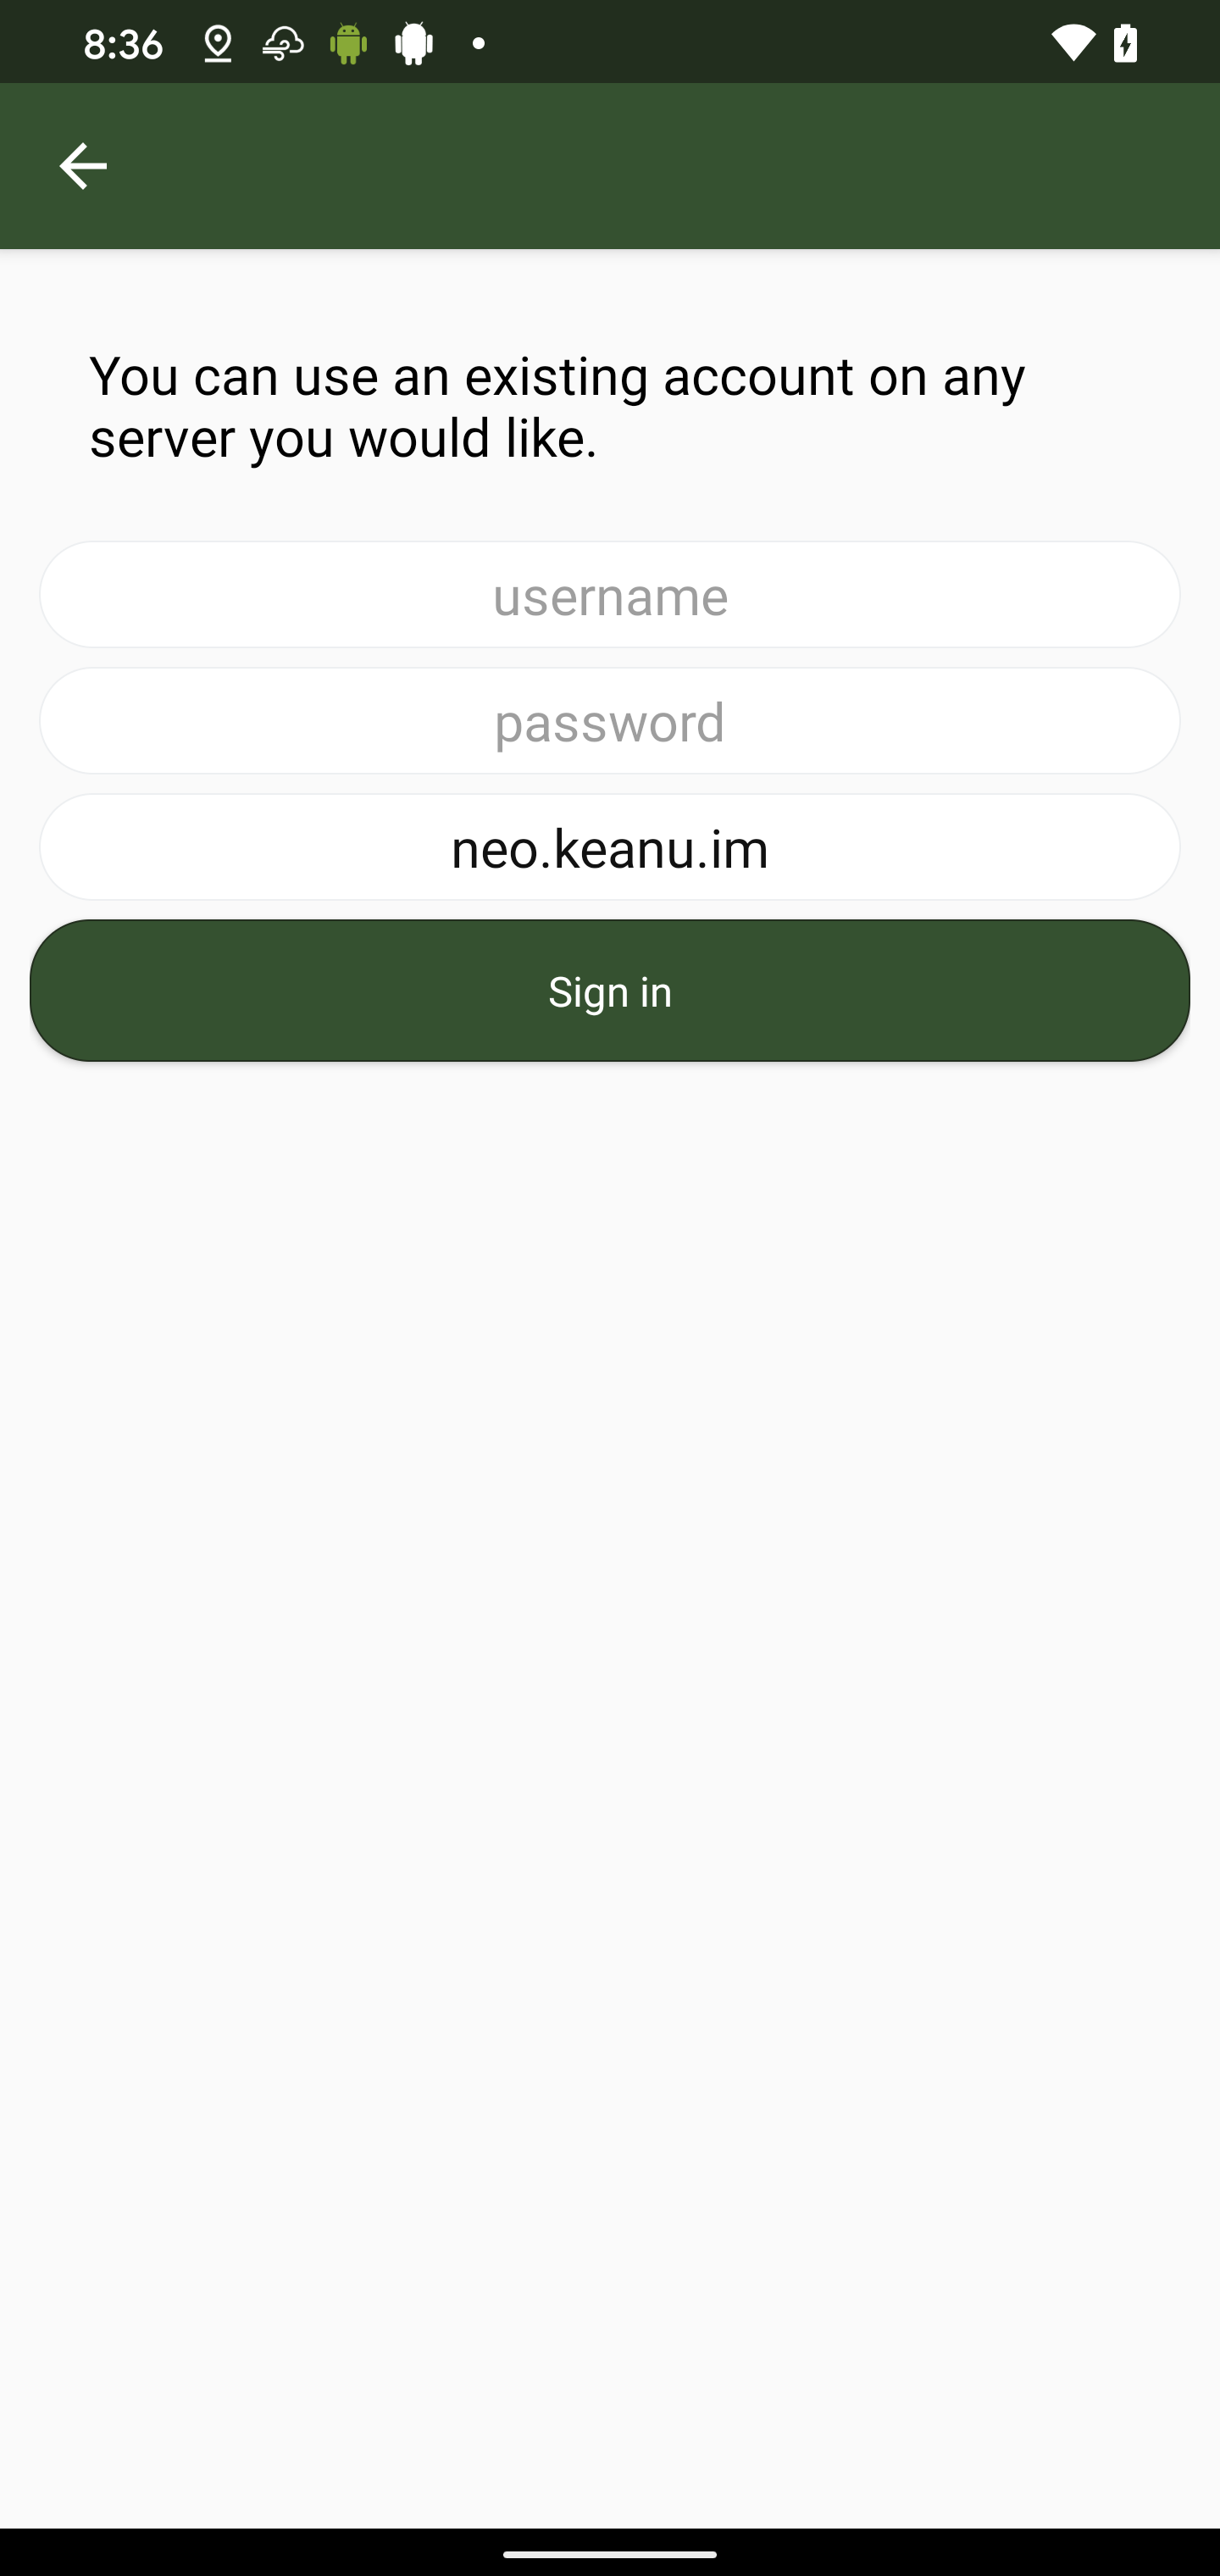 8:36
You can use an existing account on any
server you would like.
username
password
neo.keanu.im
Sign in